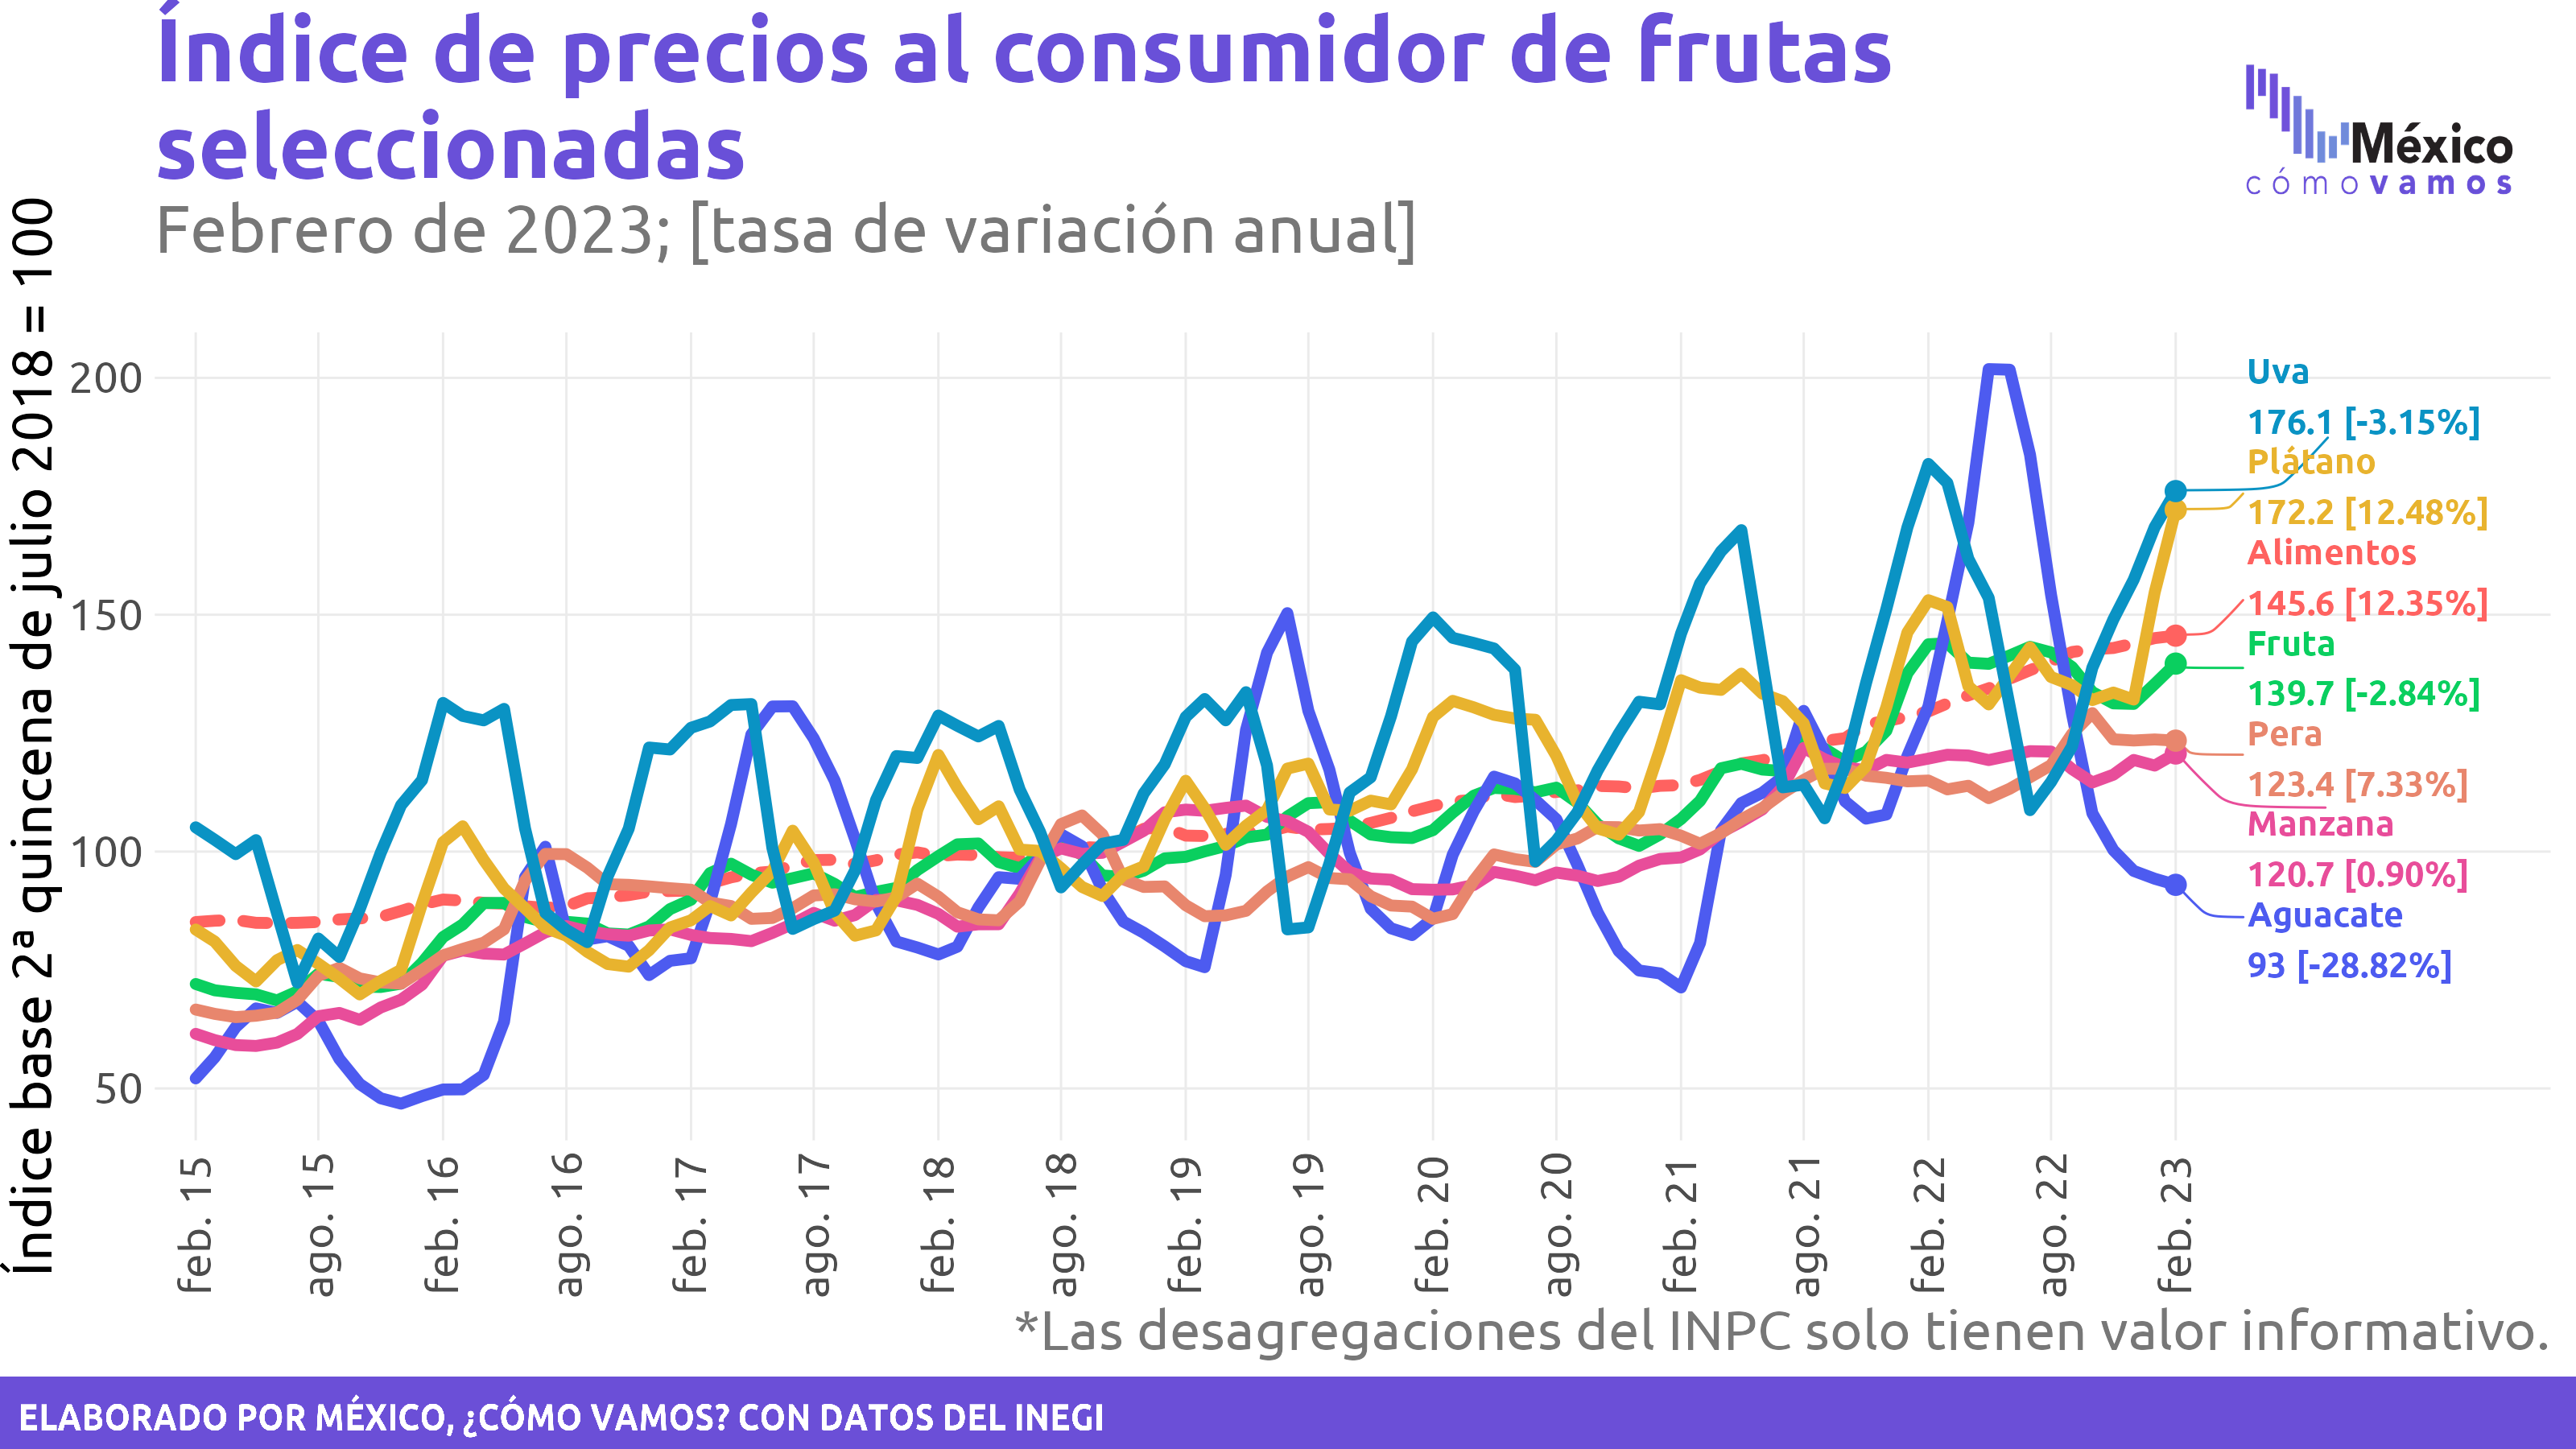 Índice de precios al consumidor de frutas
seleccionadas
Febrero de 2023; [tasa de variación anual]
México
cómovamos
Índice base 2ª quincena de julio 2018 = 100
200
150
100
50
Uva
176.1 [-3.15%]
Plátano
172.2 [12.48%]
Alimentos
145.6 [12.35%]
Fruta
139.7 [-2.84%]
Pera
123.4 [7.33%]
Manzana
120.7 [0.90%]
Aguacate
93 [-28.82%]
feb. 15
ago. 15
feb. 16
ago. 16
feb. 17
ago. 17
feb. 18
ago. 18
feb. 19
ago. 19
feb. 20
ago. 20
feb. 21
ago. 21
feb. 22
ago. 22
feb. 23
*Las desagregaciones del INPC solo tienen valor informativo.
ELABORADO POR MÉXICO, ¿CÓMO VAMOS? CON DATOS DEL INEGI